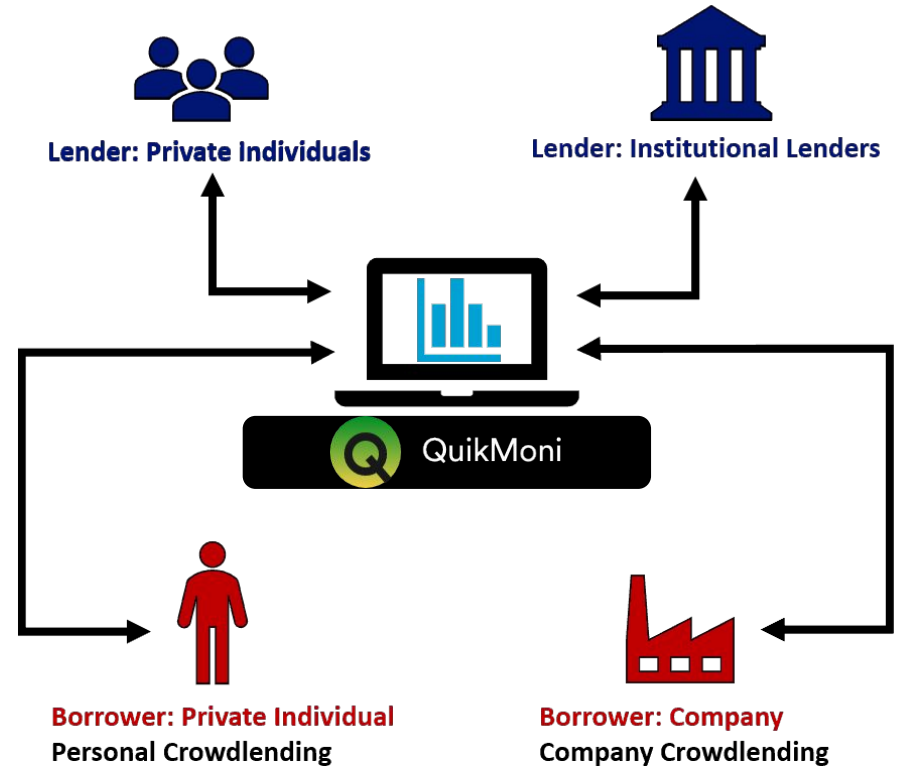 Lender: Private Individuals
Lender: Institutional Lenders
QuikMoni
Borrower: Private Individual
Personal Crowdlending
Borrower: Company
Company Crowdlending